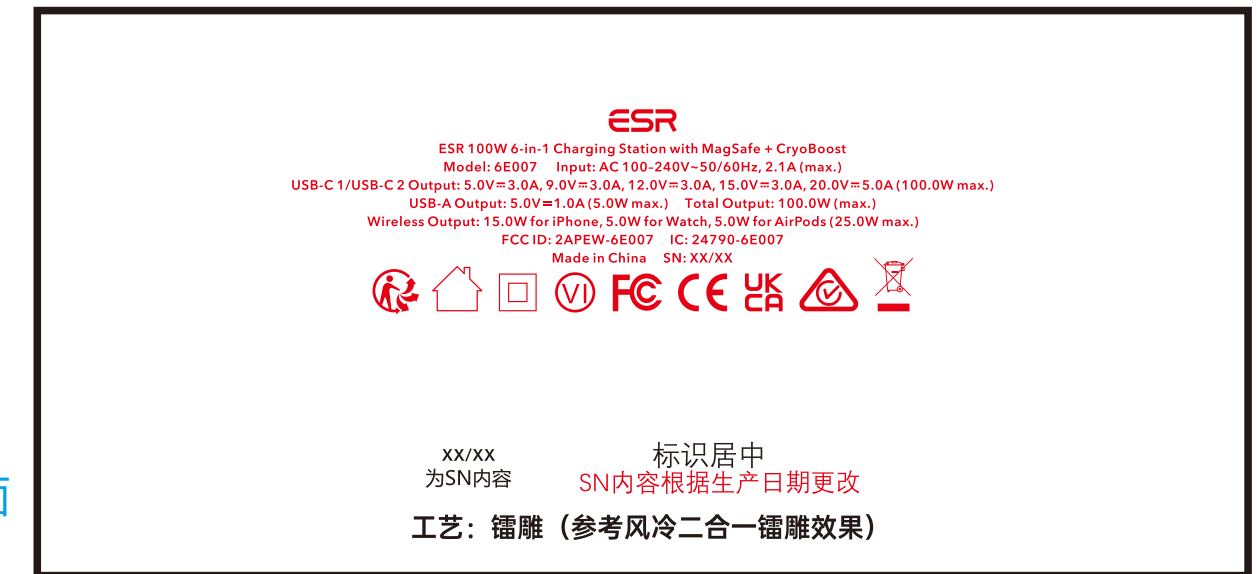 ESR
ESR 100W 6-in-1 Charging Station with MagSafe + CryoBoost
Model: 6E007 Input: AC 100-240V~50/60Hz, 2.1A (max.)
USB-C 1/USB-C 2 Output: 5.0V⎓3.0A, 9.0V⎓3.0A, 12.0V⎓3.0A, 15.0V⎓3.0A, 20.0V⎓5.0A (100.0W max.)
USB-A Output: 5.0V⎓1.0A (5.0W max.) Total Output: 100.0W (max.)
Wireless Output: 15.0W for iPhone, 5.0W for Watch, 5.0W for AirPods (25.0W max.)
FCC ID: 2APEW-6E007 IC: 24790-6E007
Made in China SN: XX/XX
VI FC CE UK CA
XX/XX 标识居中
为SN内容 SN内容根据生产日期更改
工艺：镭雕（参考风冷二合一镭雕效果）